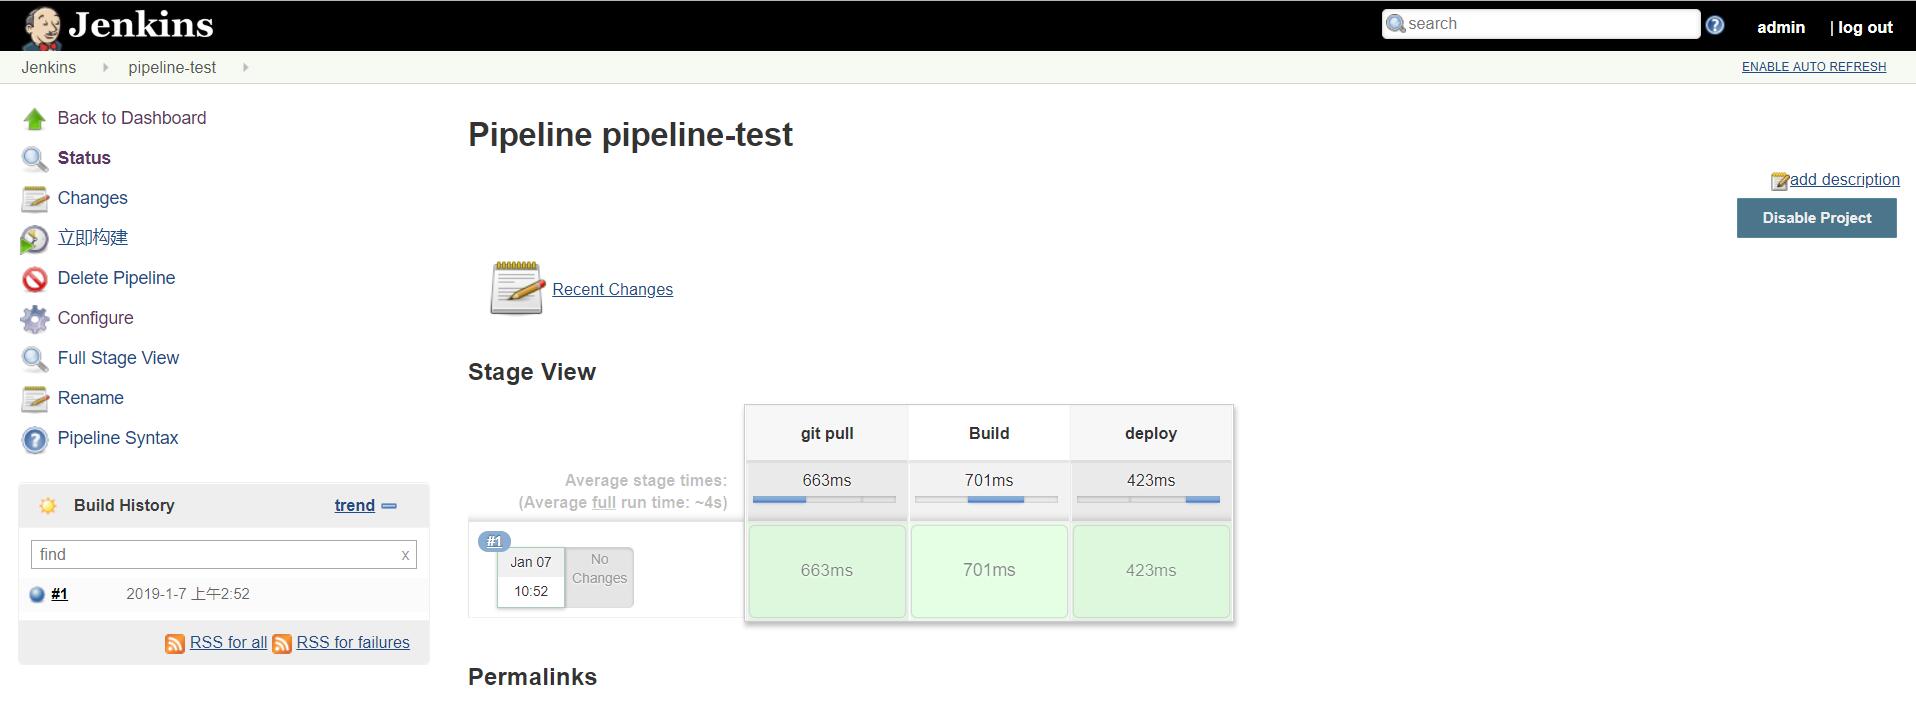 Jenkins
search
admin
| log out
Jenkins
pipeline-test
ENABLE AUTO REFRESH
Back to Dashboard
Status
Changes
立即构建
Delete Pipeline
Configure
Full Stage View
Rename
Pipeline Syntax
Build History
trend
find
x
#1
2019-1-7 上午2:52
RSS for all
RSS for failures
Pipeline pipeline-test
add description
Disable Project
Recent Changes
Stage View
git pull
Build
deploy
Average stage times:
(Average full run time: ~4s)
663ms
701ms
423ms
#1
Jan 07
10:52
No
Changes
663ms
701ms
423ms
Permalinks